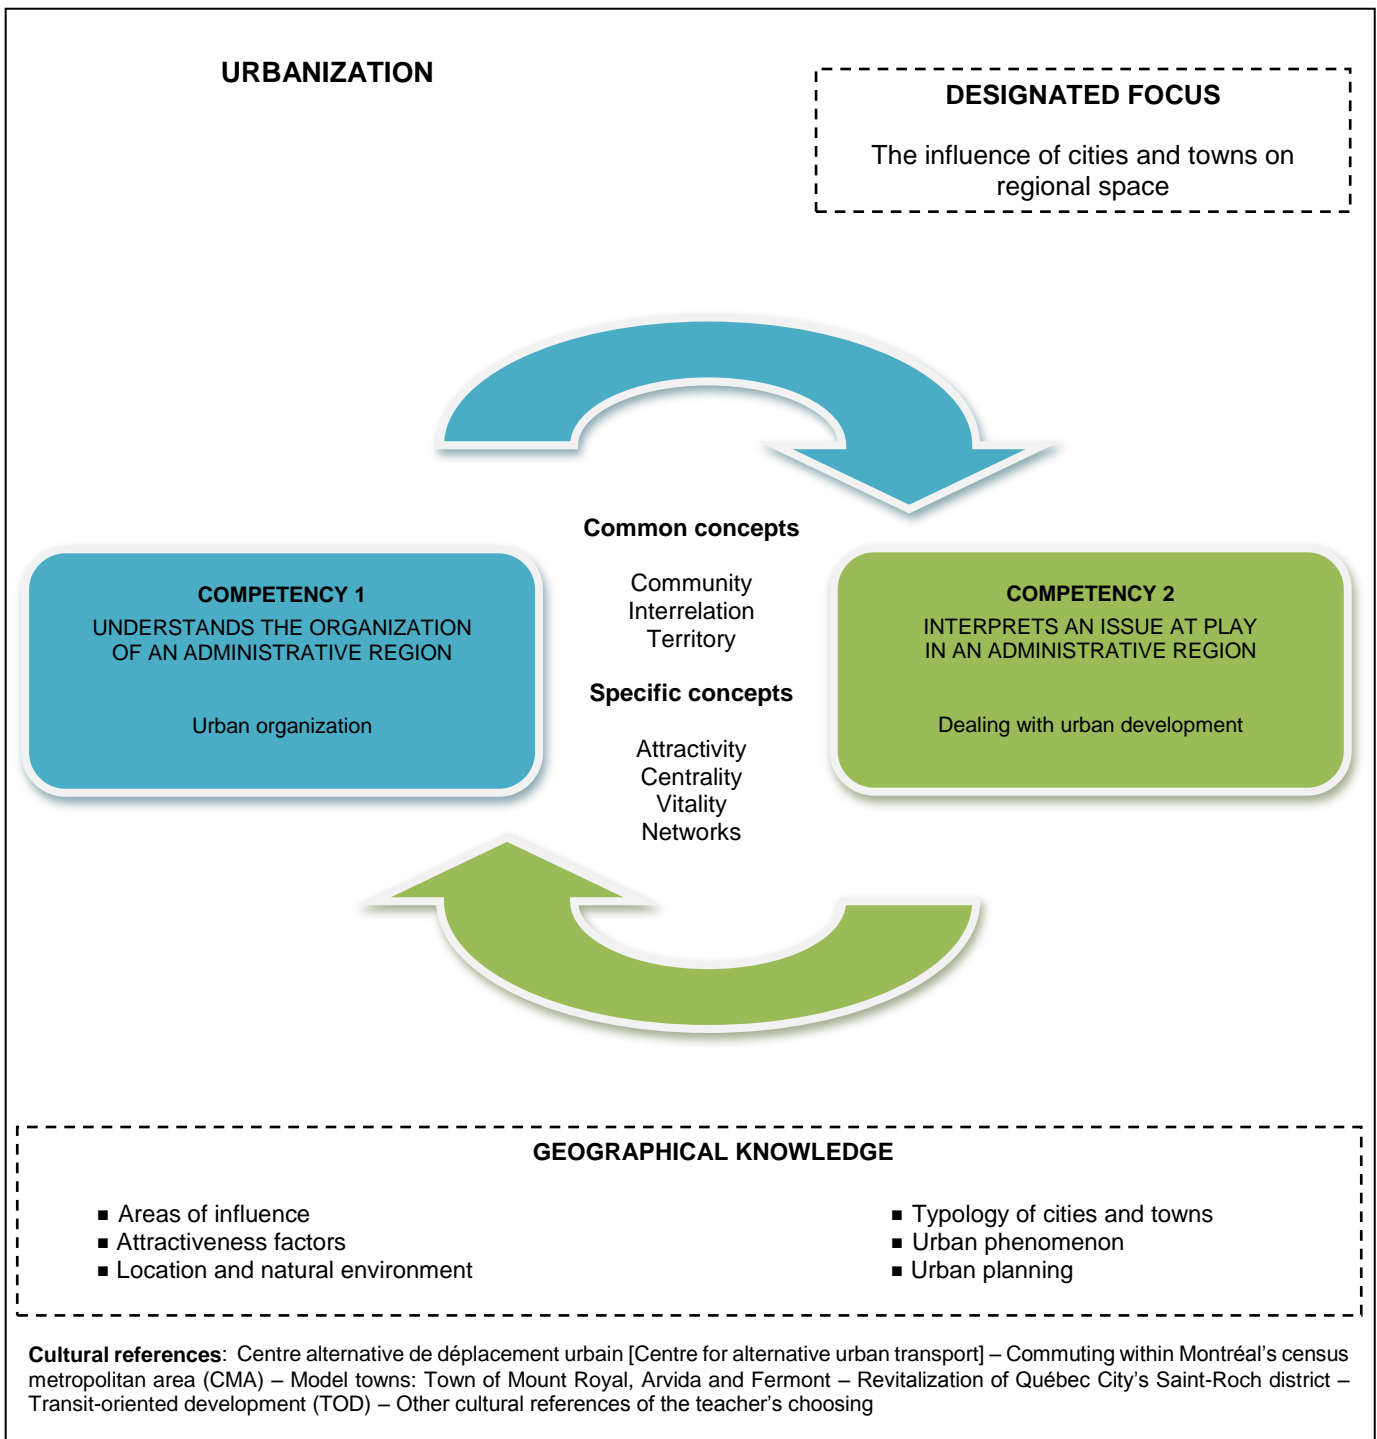 URBANIZATION
DESIGNATED FOCUS
The influence of cities and towns on
regional space
Common concepts
Community
Interrelation
Territory
Specific concepts
Attractivity
Centrality
Vitality
Networks
COMPETENCY 1
UNDERSTANDS THE ORGANIZATION
OF AN ADMINISTRATIVE REGION
Urban organization
COMPETENCY 2
INTERPRETS AN ISSUE AT PLAY
IN AN ADMINISTRATIVE REGION
Dealing with urban development
GEOGRAPHICAL KNOWLEDGE
▪ Areas of influence
▪ Attractiveness factors
▪ Location and natural environment
▪ Typology of cities and towns
▪ Urban phenomenon
▪ Urban planning
Cultural references: Centre alternative de déplacement urbain [Centre for alternative urban transport] – Commuting within Montréal’s census
metropolitan area (CMA) – Model towns: Town of Mount Royal, Arvida and Fermont – Revitalization of Québec City’s Saint-Roch district –
Transit-oriented development (TOD) – Other cultural references of the teacher’s choosing